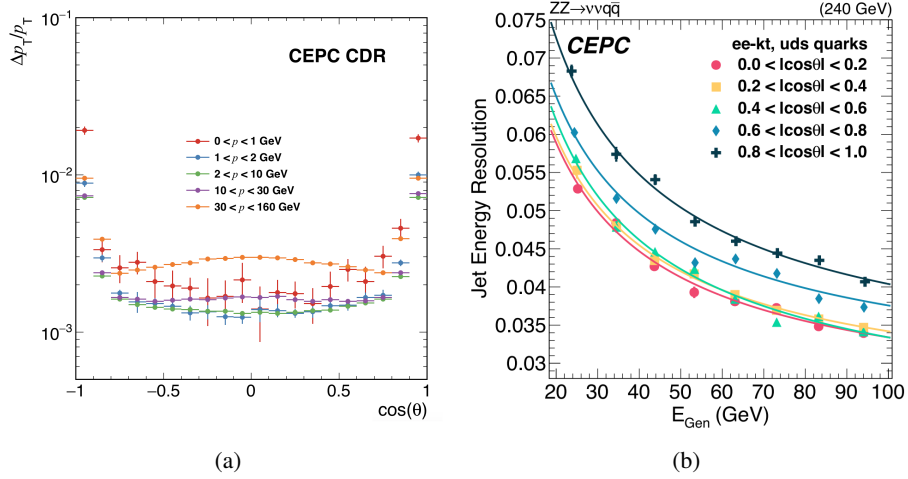 Δp_T/p_T
10⁻¹
10⁻²
10⁻³
CEPC CDR
0 < p < 1 GeV
1 < p < 2 GeV
2 < p < 10 GeV
10 < p < 30 GeV
30 < p < 160 GeV
−1 −0.5 0 0.5 1
cos(θ)
(a)
ZZ→ννqq̄ (240 GeV)
Jet Energy Resolution
0.075
0.07
0.065
0.06
0.055
0.05
0.045
0.04
0.035
0.03
CEPC
ee-kt, uds quarks
0.0 < |cosθ| < 0.2
0.2 < |cosθ| < 0.4
0.4 < |cosθ| < 0.6
0.6 < |cosθ| < 0.8
0.8 < |cosθ| < 1.0
20 30 40 50 60 70 80 90 100
E_Gen (GeV)
(b)